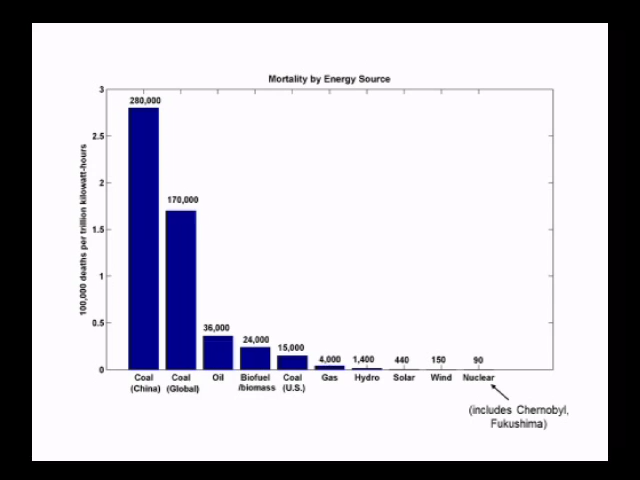 Mortality by Energy Source
100,000 deaths per trillion kilowatt-hours
3
2.5
2
1.5
1
0.5
0
280,000
170,000
36,000
24,000
15,000
4,000
1,400
440
150
90
Coal
(China)
Coal
(Global)
Oil
Biofuel
/biomass
Coal
(U.S.)
Gas
Hydro
Solar
Wind
Nuclear
(includes Chernobyl,
Fukushima)